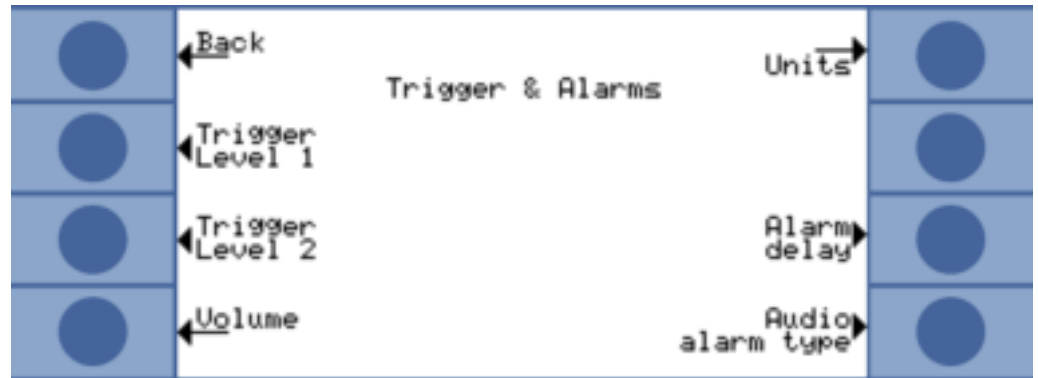 Back
Units
Trigger & Alarms
Trigger
Level 1
Trigger
Level 2
Alarm
delay
Volume
Audio
alarm type